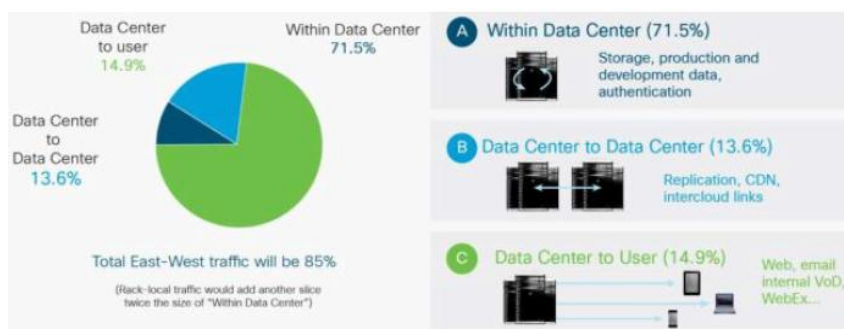 Data Center
to user
14.9%
Within Data Center
71.5%
Data Center
to
Data Center
13.6%
Total East-West traffic will be 85%
(Rack-local traffic would add another slice
twice the size of "Within Data Center")
A Within Data Center (71.5%)
Storage, production and
development data,
authentication
B Data Center to Data Center (13.6%)
Replication, CDN,
intercloud links
C Data Center to User (14.9%)
Web, email
internal VoD,
WebEx...